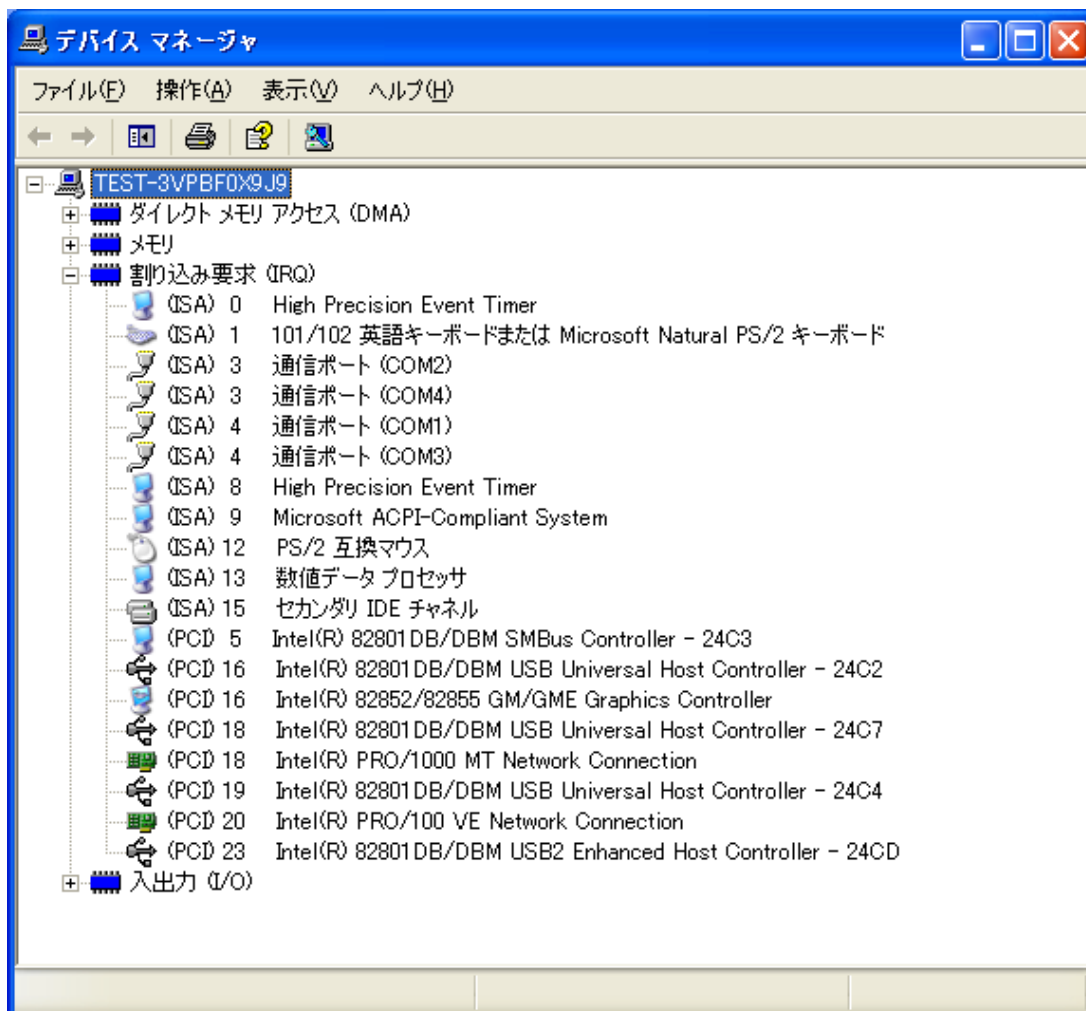 デバイス マネージャ
ファイル(F) 操作(A) 表示(V) ヘルプ(H)
TEST-3VPBF0X9J9
ダイレクト メモリ アクセス (DMA)
メモリ
割り込み要求 (IRQ)
(ISA) 0 High Precision Event Timer
(ISA) 1 101/102 英語キーボードまたは Microsoft Natural PS/2 キーボード
(ISA) 3 通信ポート (COM2)
(ISA) 3 通信ポート (COM4)
(ISA) 4 通信ポート (COM1)
(ISA) 4 通信ポート (COM3)
(ISA) 8 High Precision Event Timer
(ISA) 9 Microsoft ACPI-Compliant System
(ISA) 12 PS/2 互換マウス
(ISA) 13 数値データ プロセッサ
(ISA) 15 セカンダリ IDE チャネル
(PCI) 5 Intel(R) 82801DB/DBM SMBus Controller - 24C3
(PCI) 16 Intel(R) 82801DB/DBM USB Universal Host Controller - 24C2
(PCI) 16 Intel(R) 82852/82855 GM/GME Graphics Controller
(PCI) 18 Intel(R) 82801DB/DBM USB Universal Host Controller - 24C7
(PCI) 18 Intel(R) PRO/1000 MT Network Connection
(PCI) 19 Intel(R) 82801DB/DBM USB Universal Host Controller - 24C4
(PCI) 20 Intel(R) PRO/100 VE Network Connection
(PCI) 23 Intel(R) 82801DB/DBM USB2 Enhanced Host Controller - 24CD
入出力 (I/O)